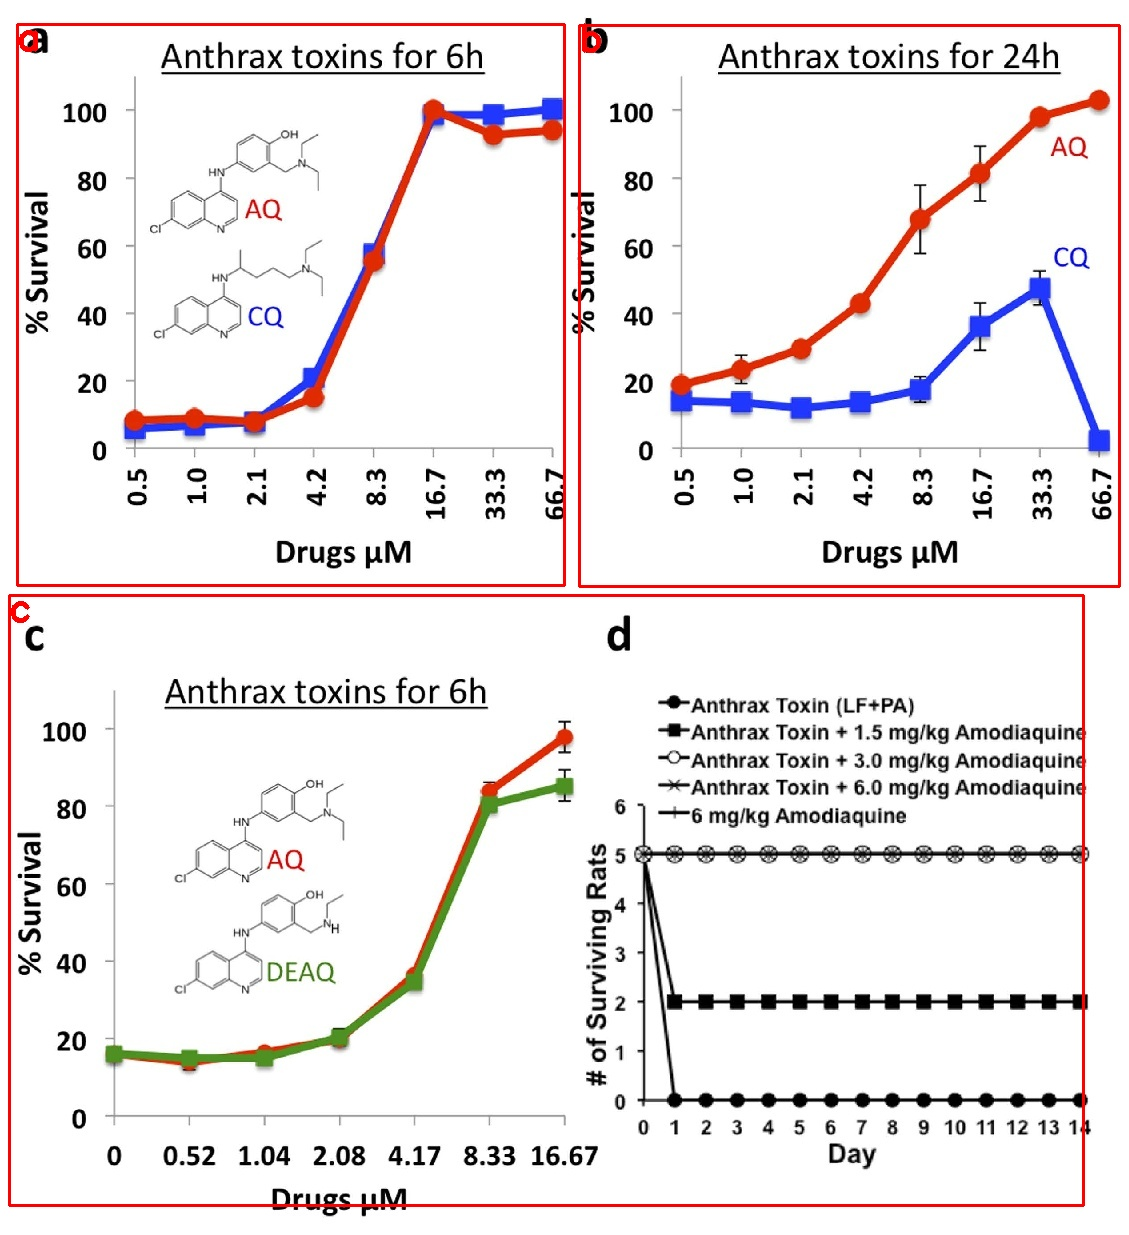 a
a
Anthrax toxins for 6h
100
80
60
40
20
0
% Survival
OH
N
HN
Cl
N
AQ
N
HN
Cl
N
CQ
0.5 1.0 2.1 4.2 8.3 16.7 33.3 66.7
Drugs µM
b
b
Anthrax toxins for 24h
100
80
60
40
20
0
% Survival
AQ
CQ
0.5 1.0 2.1 4.2 8.3 16.7 33.3 66.7
Drugs µM
c
c
Anthrax toxins for 6h
100
80
60
40
20
0
% Survival
OH
N
HN
Cl
N
AQ
OH
N
H
HN
Cl
N
DEAQ
0 0.52 1.04 2.08 4.17 8.33 16.67
Drugs µM
d
Anthrax Toxin (LF+PA)
Anthrax Toxin + 1.5 mg/kg Amodiaquine
Anthrax Toxin + 3.0 mg/kg Amodiaquine
Anthrax Toxin + 6.0 mg/kg Amodiaquine
6 mg/kg Amodiaquine
6
5
4
3
2
1
0
# of Surviving Rats
0 1 2 3 4 5 6 7 8 9 10 11 12 13 14
Day